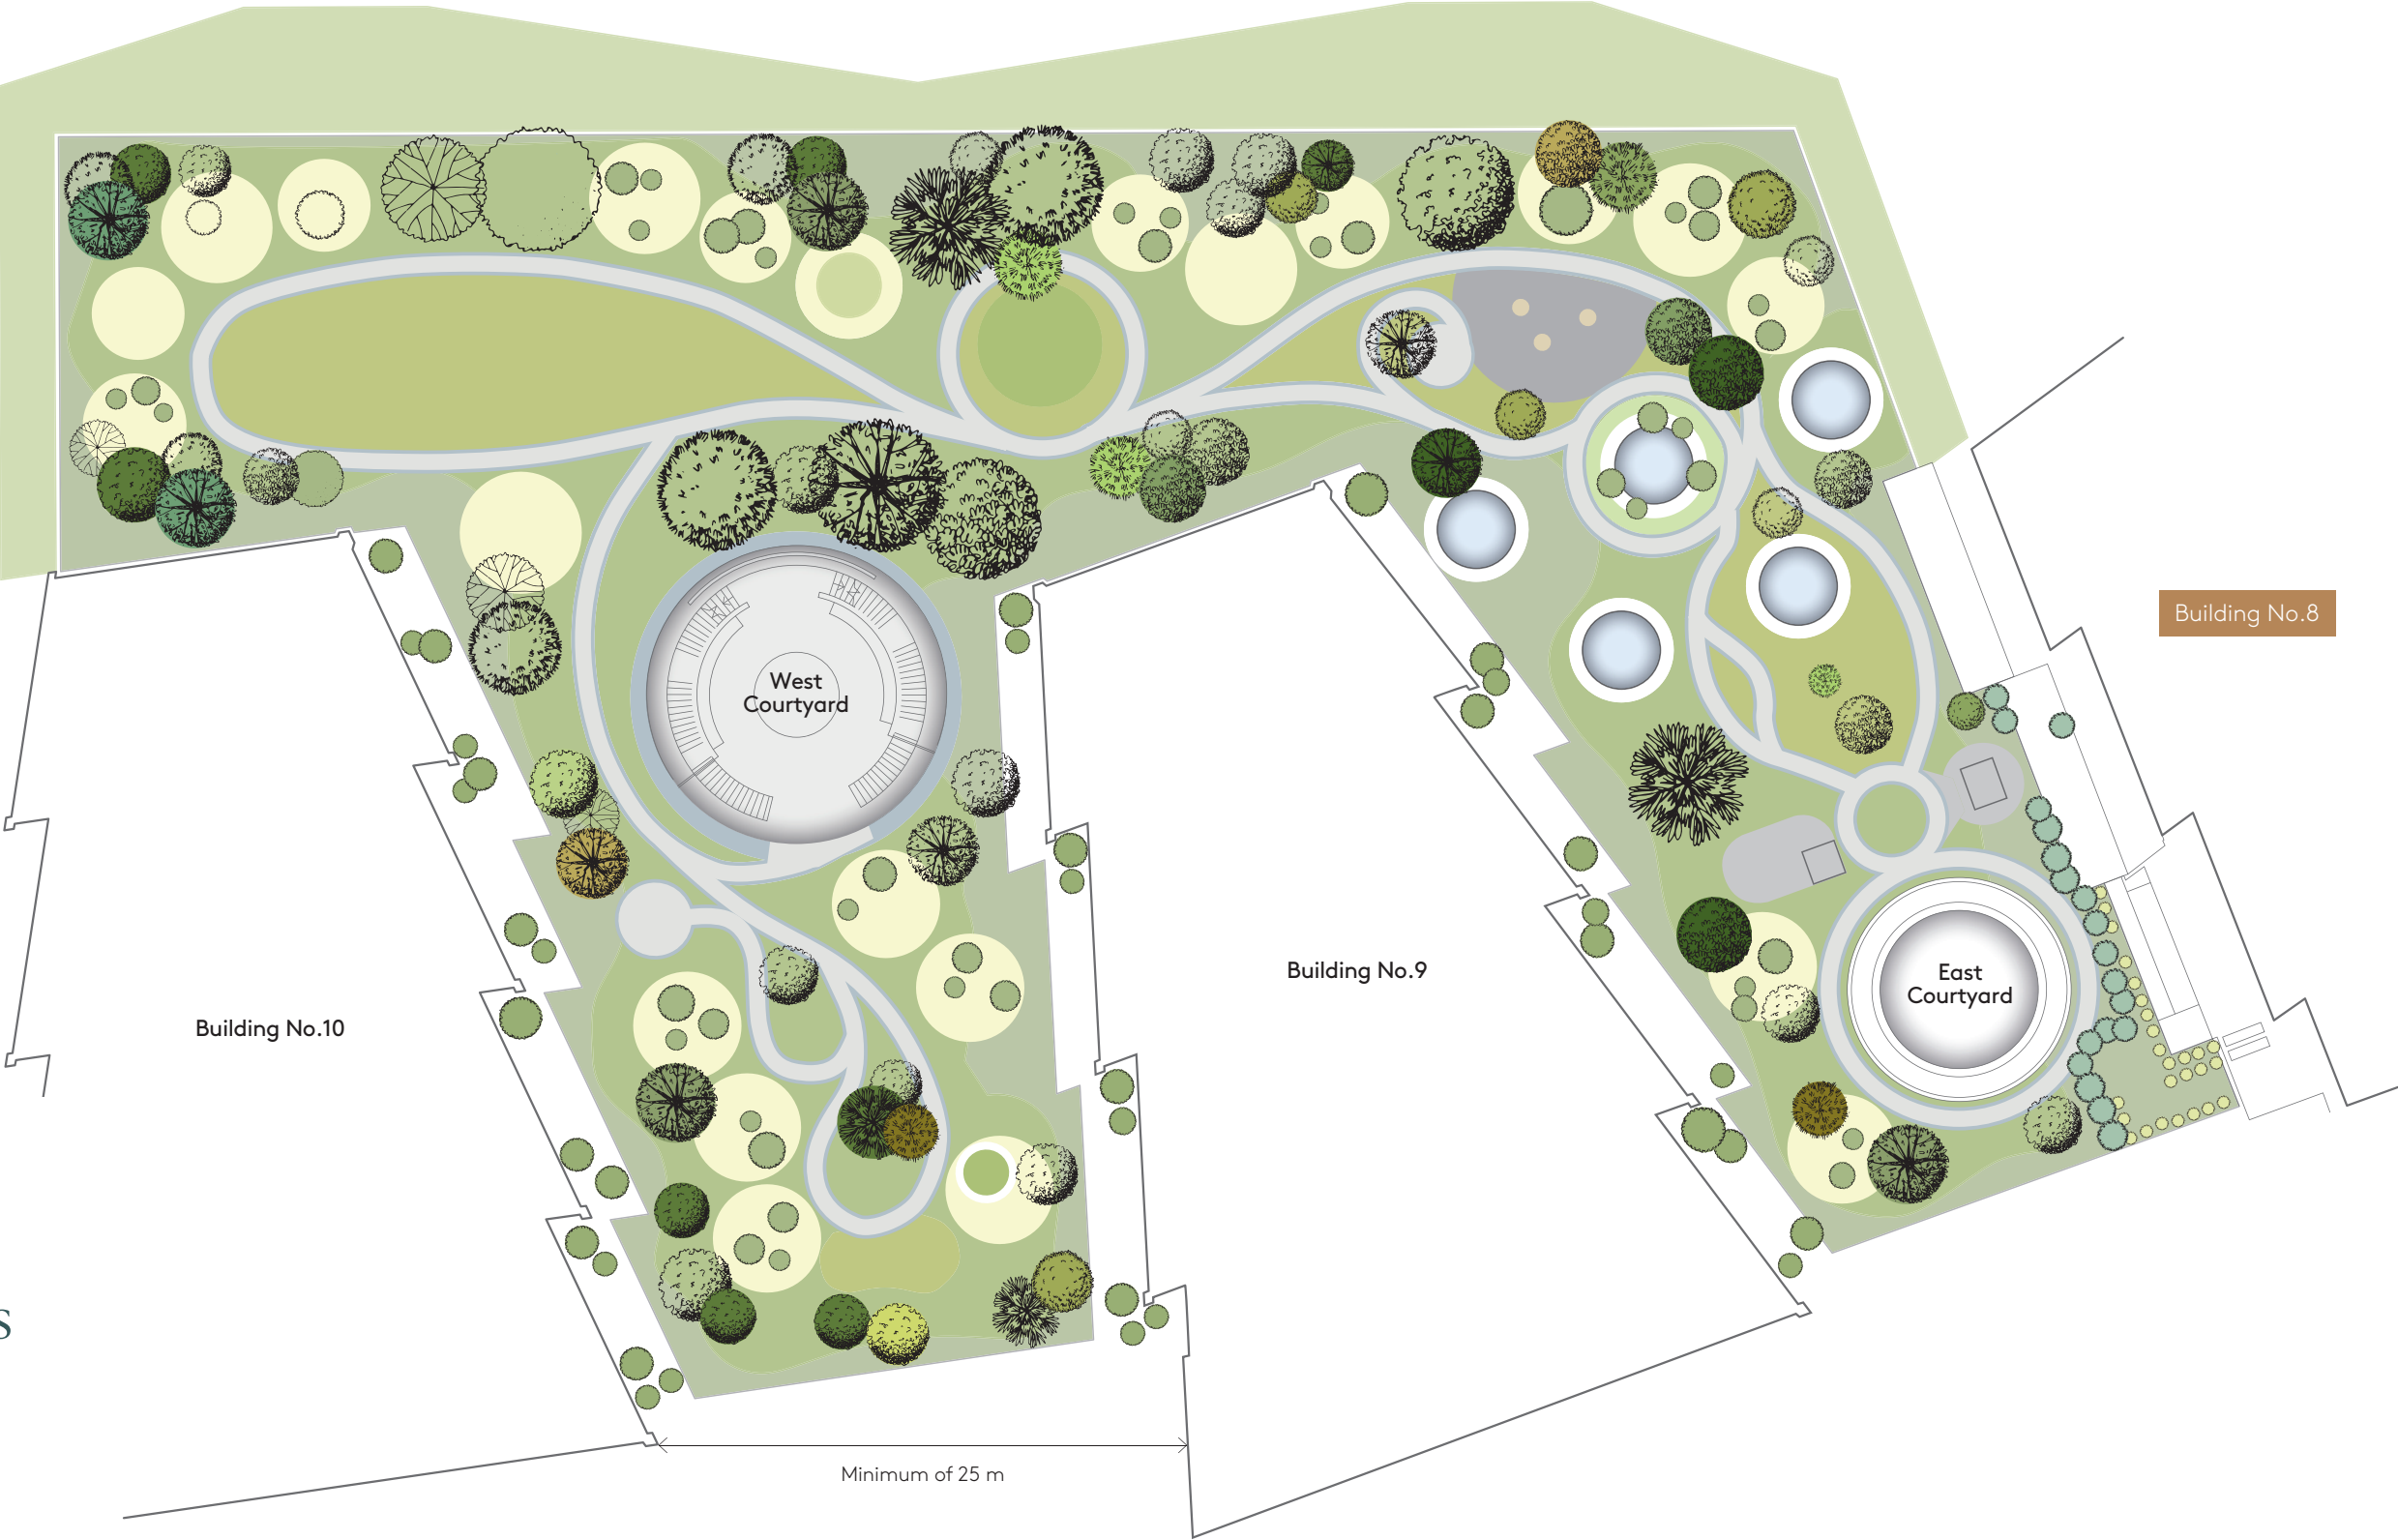 Building No.8
West
Courtyard
Building No.9
East
Courtyard
Building No.10
s
Minimum of 25 m